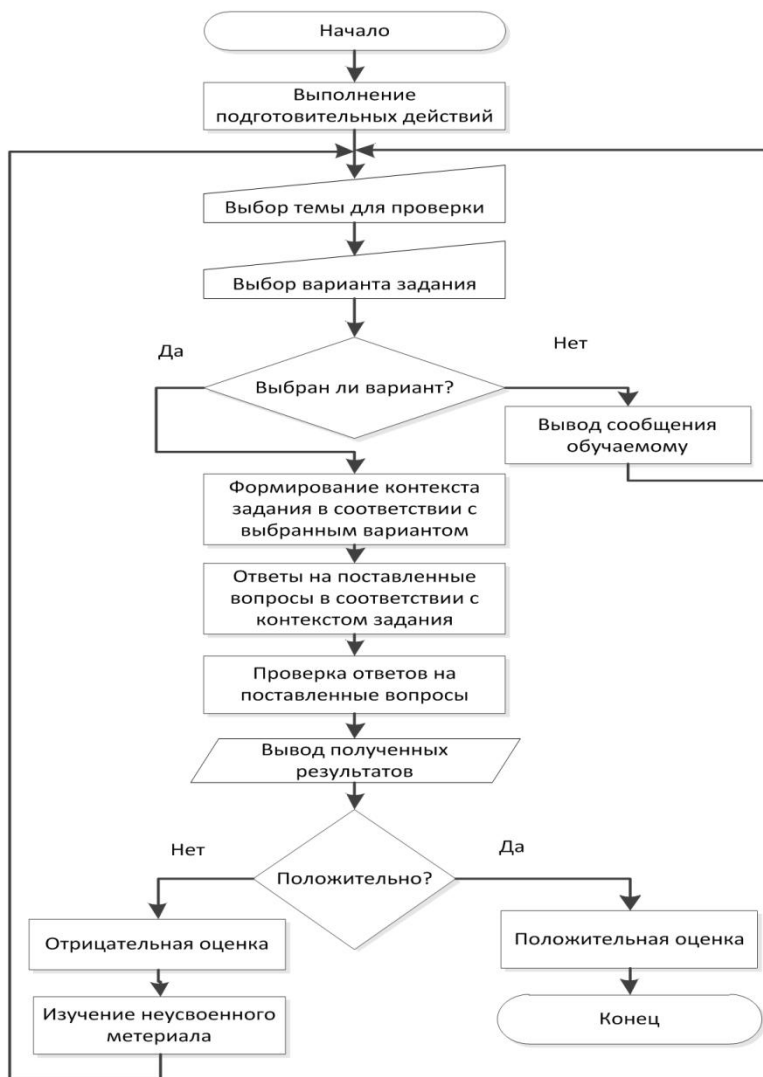 Начало
Выполнение
подготовительных действий
Выбор темы для проверки
Выбор варианта задания
Да
Нет
Выбран ли вариант?
Вывод сообщения
обучаемому
Формирование контекста
задания в соответствии с
выбранным вариантом
Ответы на поставленные
вопросы в соответствии с
контекстом задания
Проверка ответов на
поставленные вопросы
Вывод полученных
результатов
Нет
Да
Положительно?
Отрицательная оценка
Положительная оценка
Изучение неусвоенного
метериала
Конец